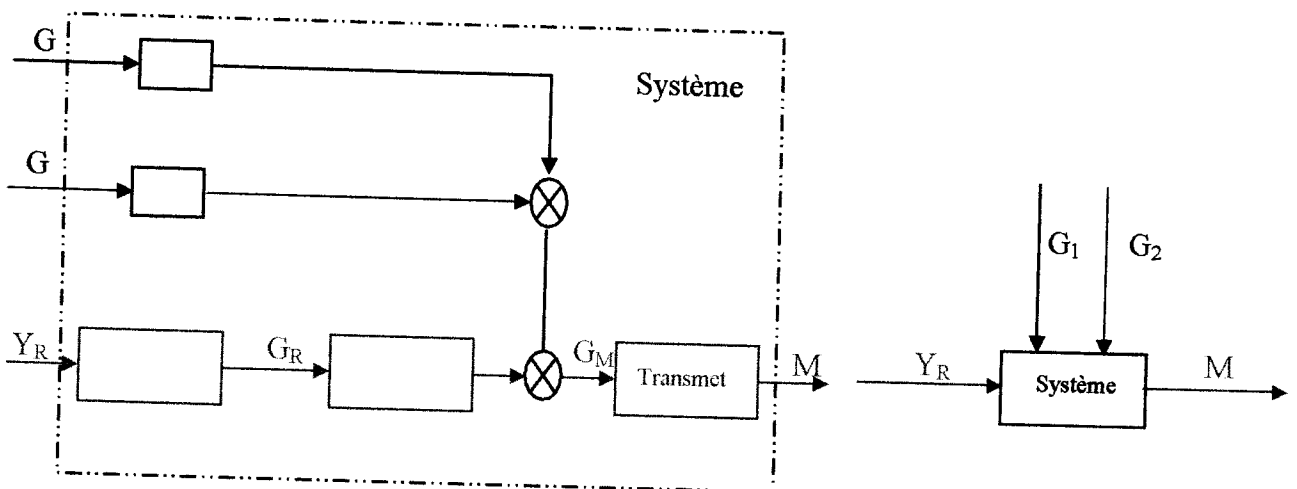 G
Système
G
G₁
G₂
Y_R
G_R
G_M
Transmet
M
Y_R
Système
M